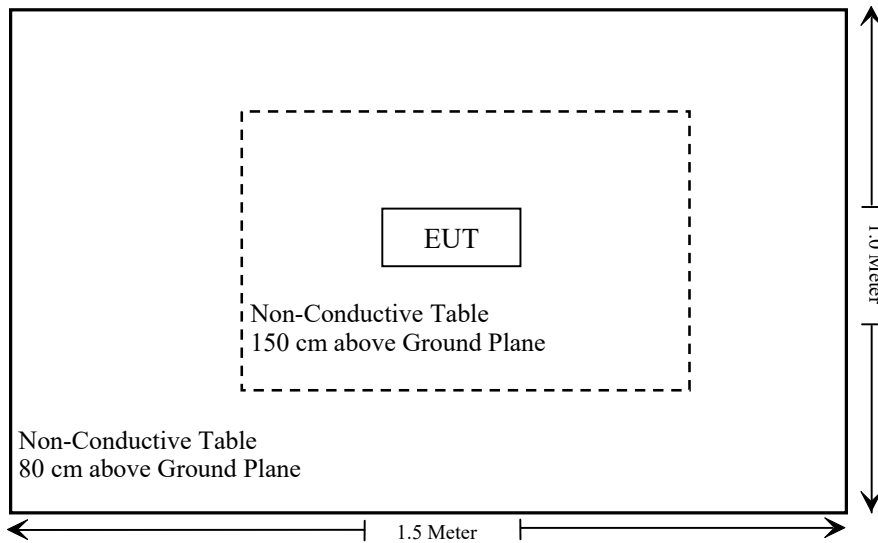 EUT
Non-Conductive Table
150 cm above Ground Plane
Non-Conductive Table
80 cm above Ground Plane
1.0 Meter
1.5 Meter